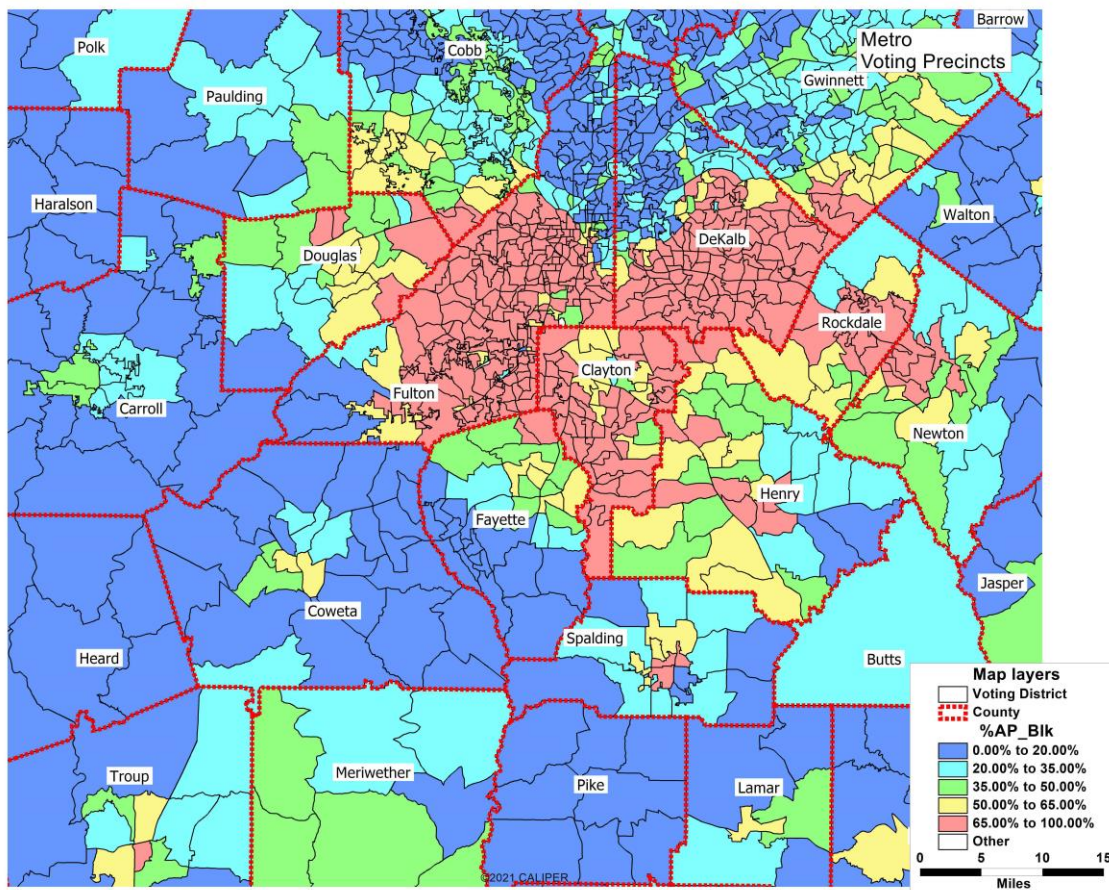 Barrow
Polk
Cobb
Metro
Voting Precincts
Gwinnett
Paulding
Haralson
Walton
DeKalb
Douglas
Rockdale
Clayton
Fulton
Carroll
Newton
Henry
Fayette
Jasper
Coweta
Spalding
Heard
Butts
Troup
Meriwether
Pike
Lamar
Map layers
Voting District
County
%AP_Blk
0.00% to 20.00%
20.00% to 35.00%
35.00% to 50.00%
50.00% to 65.00%
65.00% to 100.00%
Other
0 5 10 15
Miles
©2021 CALIPER